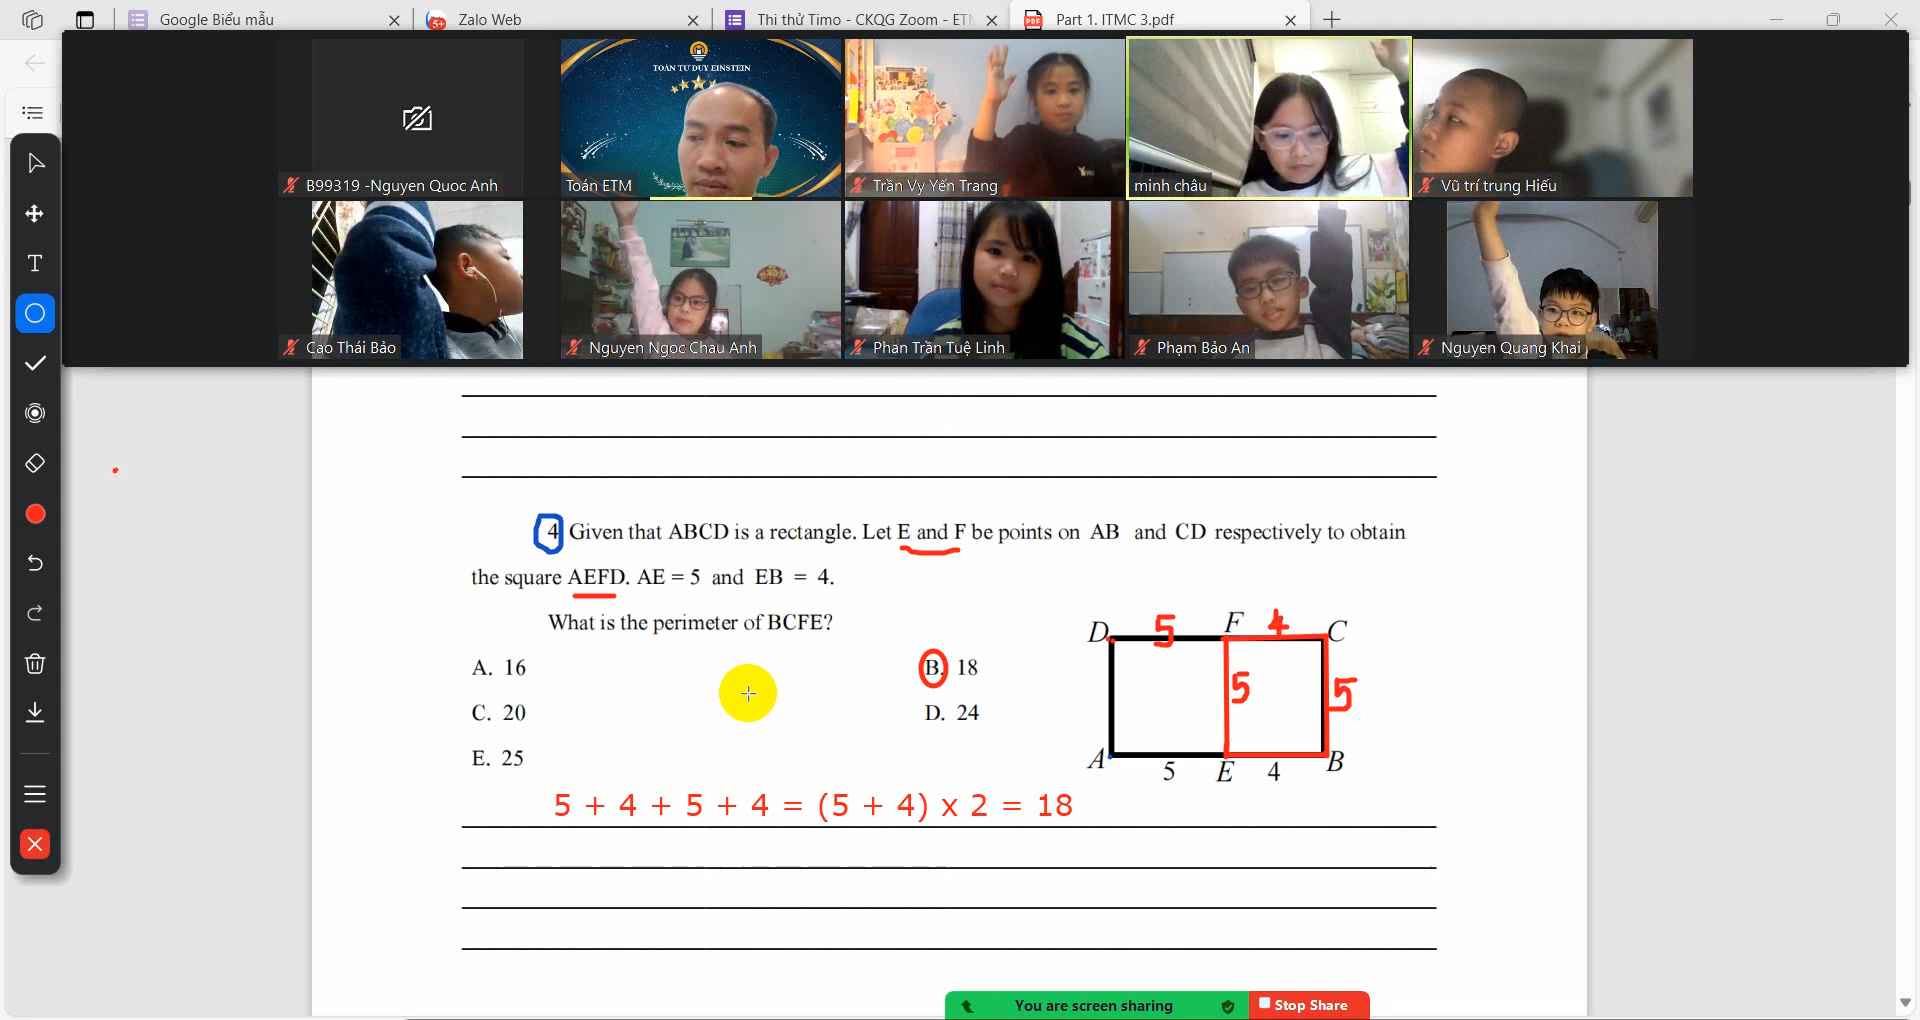 Google Biểu mẫu
Zalo Web
Thi thử Timo - CKQG Zoom - ETM
Part 1. ITMC 3.pdf
TOÁN TƯ DUY EINSTEIN
B99319 -Nguyen Quoc Anh
Toán ETM
Trần Vy Yến Trang
minh châu
Vũ trí trung Hiếu
Cao Thái Bảo
Nguyen Ngoc Chau Anh
Phan Trần Tuệ Linh
Phạm Bảo An
Nguyen Quang Khai
4 Given that ABCD is a rectangle. Let E and F be points on AB and CD respectively to obtain
the square AEFD. AE = 5 and EB = 4.
What is the perimeter of BCFE?
A. 16
B. 18
C. 20
D. 24
E. 25
D 5 F 4 C
5 5
A 5 E 4 B
5 + 4 + 5 + 4 = (5 + 4) x 2 = 18
You are screen sharing
Stop Share